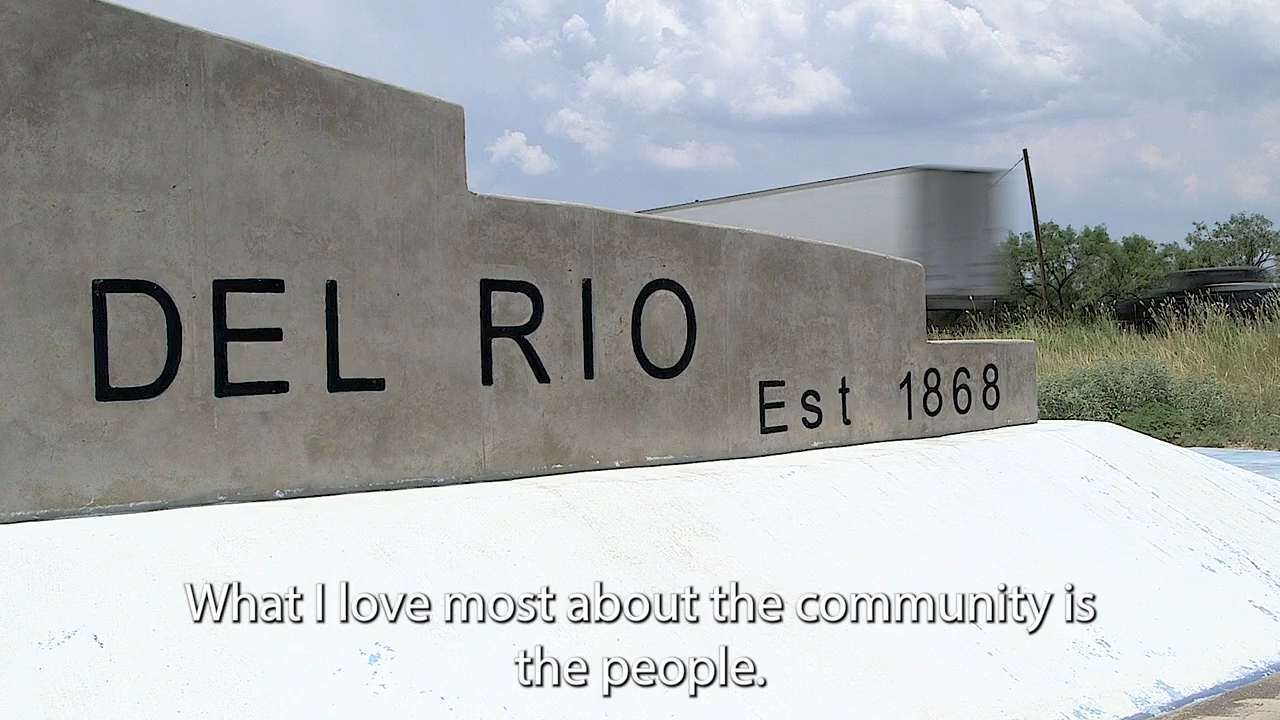 DEL RIO
Est 1868
What I love most about the community is
the people.